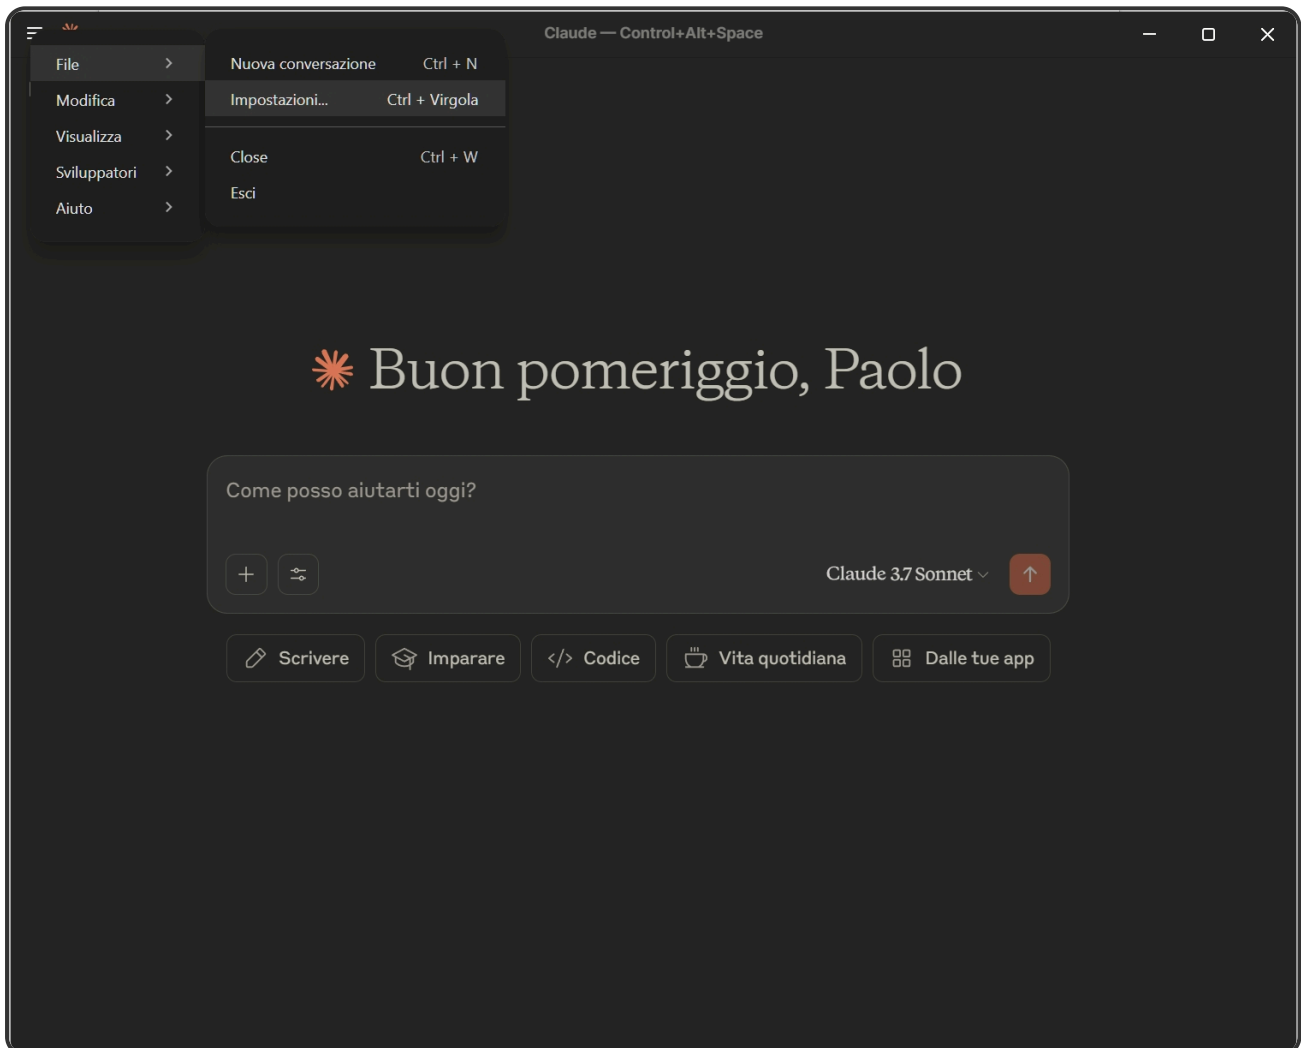 Claude — Control+Alt+Space
File
Modifica
Visualizza
Sviluppatori
Aiuto
Nuova conversazione Ctrl + N
Impostazioni... Ctrl + Virgola
Close Ctrl + W
Esci
Buon pomeriggio, Paolo
Come posso aiutarti oggi?
Claude 3.7 Sonnet
Scrivere Imparare </> Codice Vita quotidiana Dalle tue app